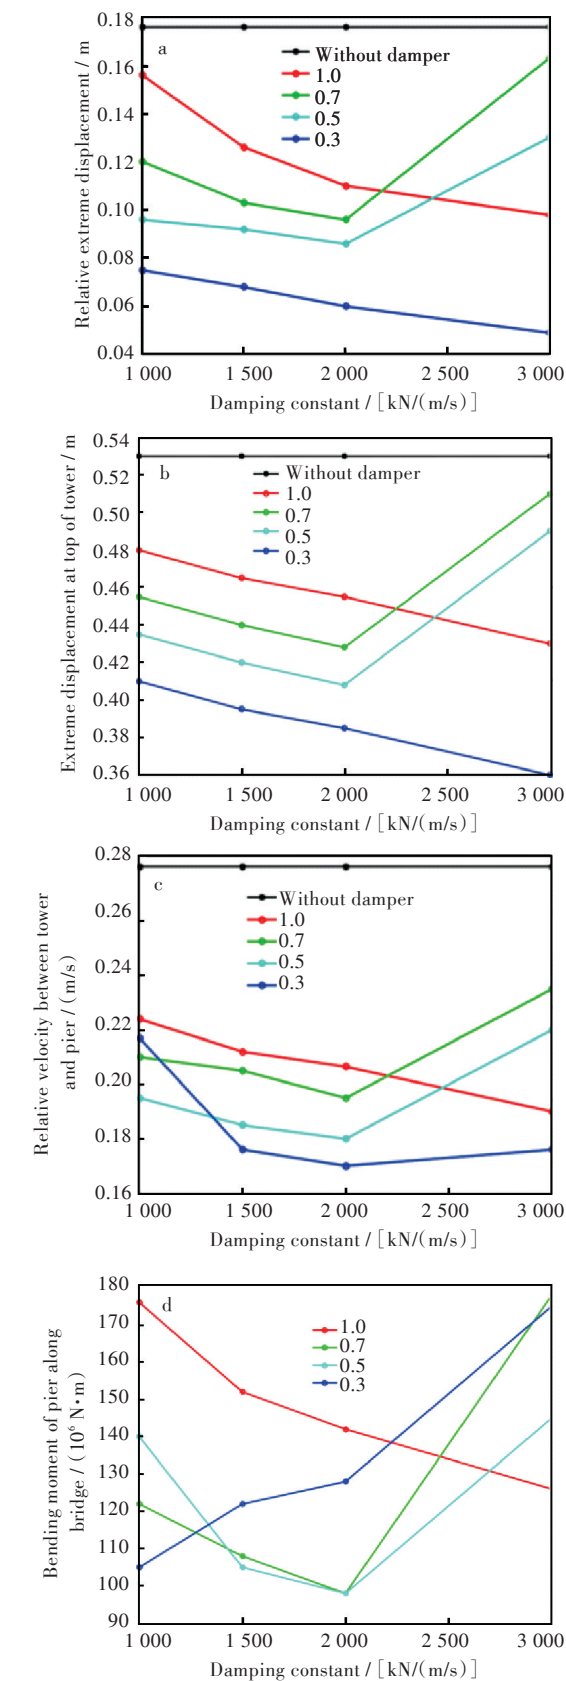 0.18
0.16
0.14
0.12
0.10
0.08
0.06
0.04
Relative extreme displacement / m
a
Without damper
1.0
0.7
0.5
0.3
1 000 1 500 2 000 2 500 3 000
Damping constant / [kN/(m/s)]
0.54
0.52
0.50
0.48
0.46
0.44
0.42
0.40
0.38
0.36
Extreme displacement at top of tower / m
b
Without damper
1.0
0.7
0.5
0.3
1 000 1 500 2 000 2 500 3 000
Damping constant / [kN/(m/s)]
0.28
0.26
0.24
0.22
0.20
0.18
0.16
Relative velocity between tower
and pier / (m/s)
c
Without damper
1.0
0.7
0.5
0.3
1 000 1 500 2 000 2 500 3 000
Damping constant / [kN/(m/s)]
180
170
160
150
140
130
120
110
100
90
Bending moment of pier along
bridge / (10⁶ N·m)
d
1.0
0.7
0.5
0.3
1 000 1 500 2 000 2 500 3 000
Damping constant / [kN/(m/s)]